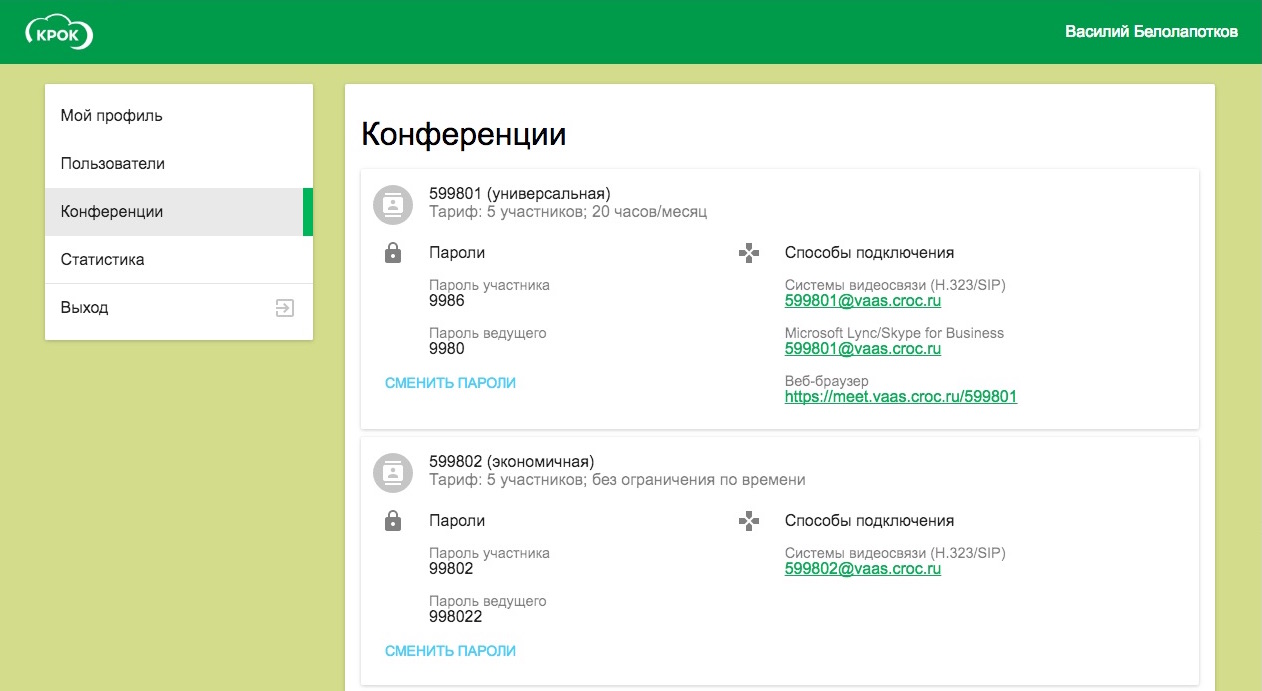 КРОК
Василий Белолапотков
Мой профиль
Пользователи
Конференции
Статистика
Выход
Конференции
599801 (универсальная)
Тариф: 5 участников; 20 часов/месяц
Пароли
Пароль участника
9986
Пароль ведущего
9980
СМЕНИТЬ ПАРОЛИ
Способы подключения
Системы видеосвязи (H.323/SIP)
599801@vaas.croc.ru
Microsoft Lync/Skype for Business
599801@vaas.croc.ru
Веб-браузер
https://meet.vaas.croc.ru/599801
599802 (экономичная)
Тариф: 5 участников; без ограничения по времени
Пароли
Пароль участника
99802
Пароль ведущего
998022
СМЕНИТЬ ПАРОЛИ
Способы подключения
Системы видеосвязи (H.323/SIP)
599802@vaas.croc.ru